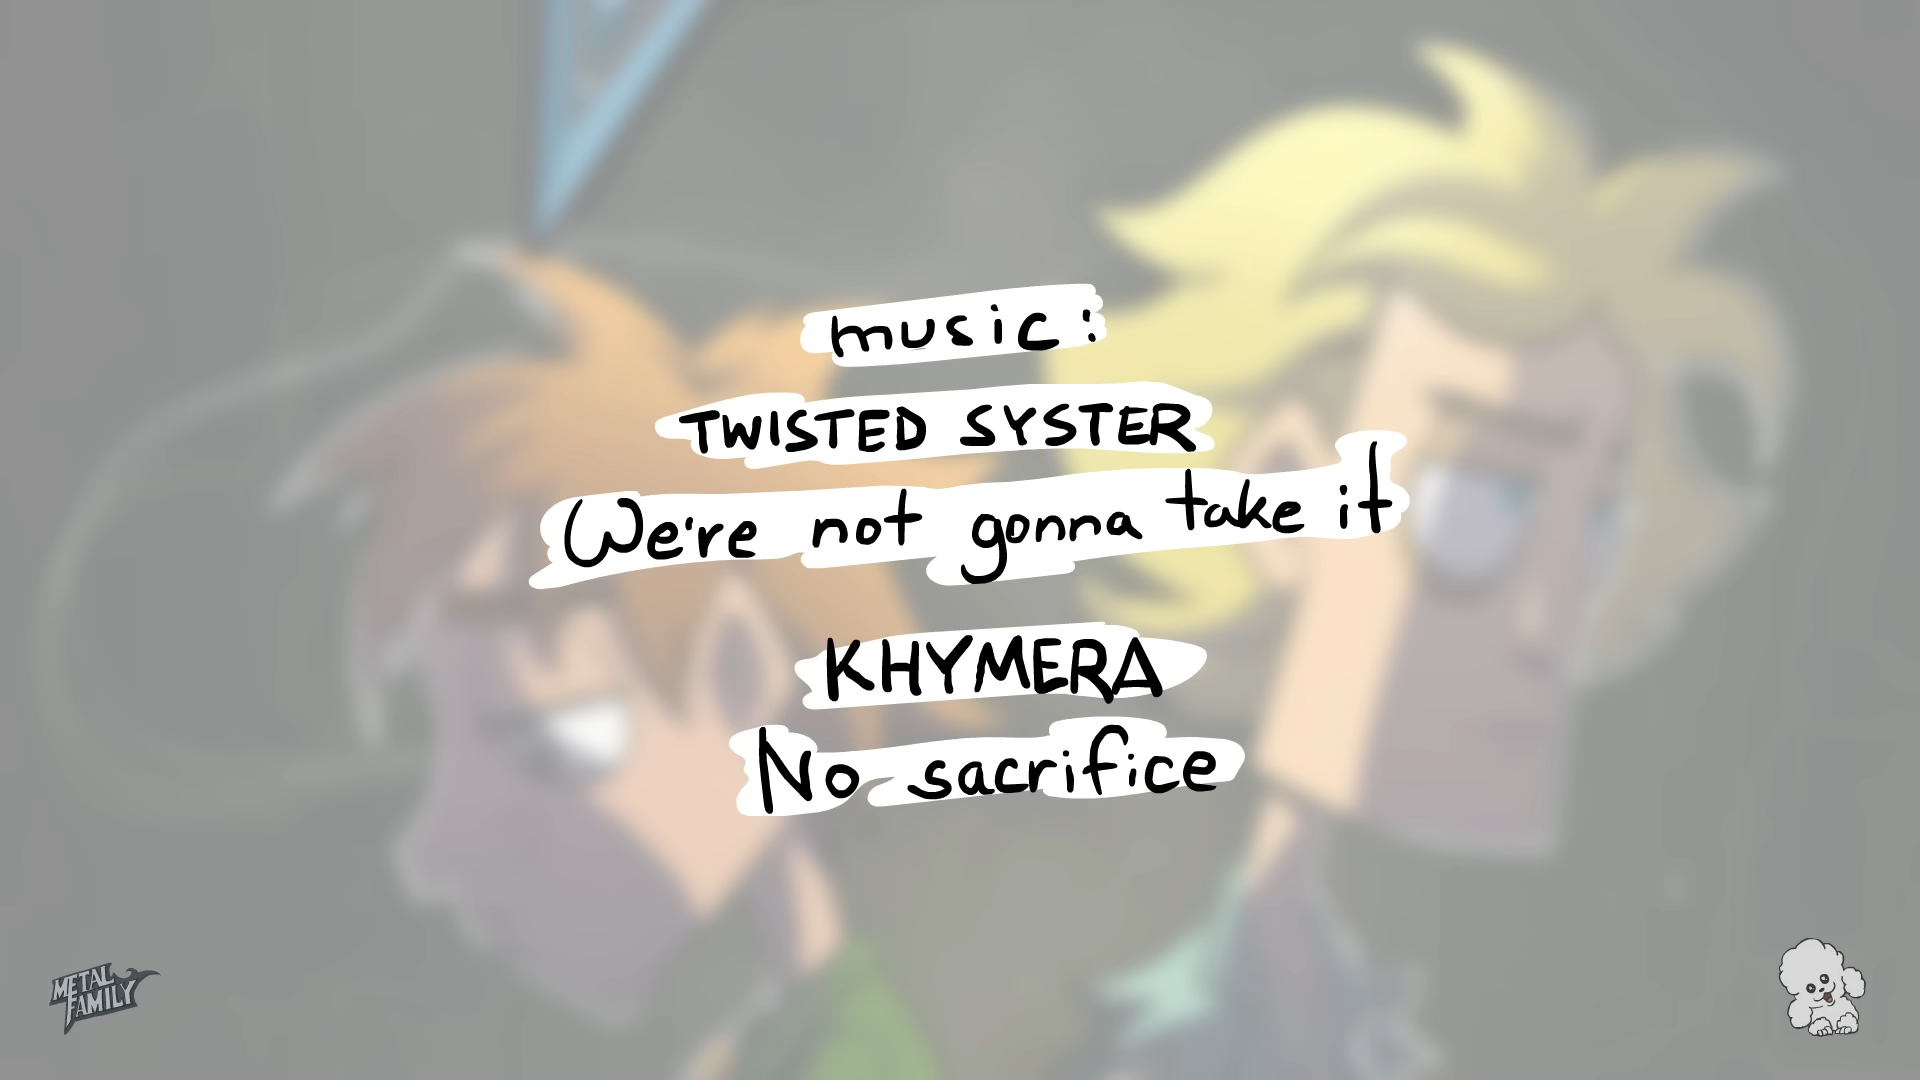 music:
TWISTED SYSTER
We're not gonna take it
KHYMERA
No sacrifice
METAL
FAMILY